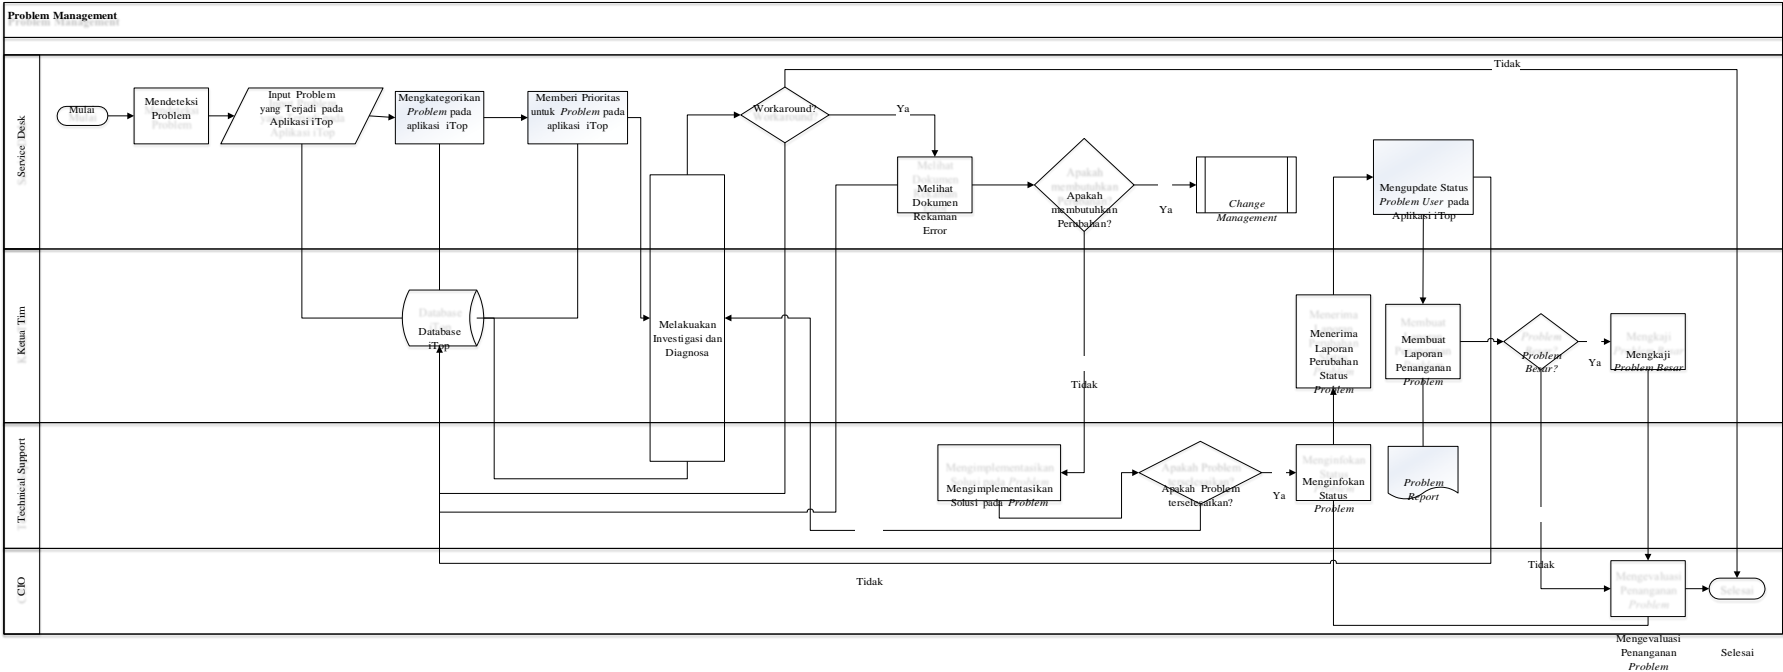 Problem Management
Service Desk
Mulai
Mendeteksi
Problem
Input Problem
yang Terjadi pada
Aplikasi iTop
Mengkategorikan
Problem pada
aplikasi iTop
Memberi Prioritas
untuk Problem pada
aplikasi iTop
Workaround?
Ya
Tidak
Melihat
Dokumen
Rekaman
Error
Apakah
membutuhkan
Perubahan?
Ya
Change
Management
Mengupdate Status
Problem User pada
Aplikasi iTop
Ketua Tim
Database
iTop
Melakuakan
Investigasi dan
Diagnosa
Tidak
Menerima
Laporan
Perubahan
Status
Problem
Membuat
Laporan
Penanganan
Problem
Problem
Besar?
Ya
Mengkaji
Problem Besar
Technical Support
Mengimplementasikan
Solusi pada Problem
Apakah Problem
terselesaikan?
Ya
Menginfokan
Status
Problem
Problem
Report
CIO
Tidak
Tidak
Mengevaluasi
Penanganan
Problem
Selesai